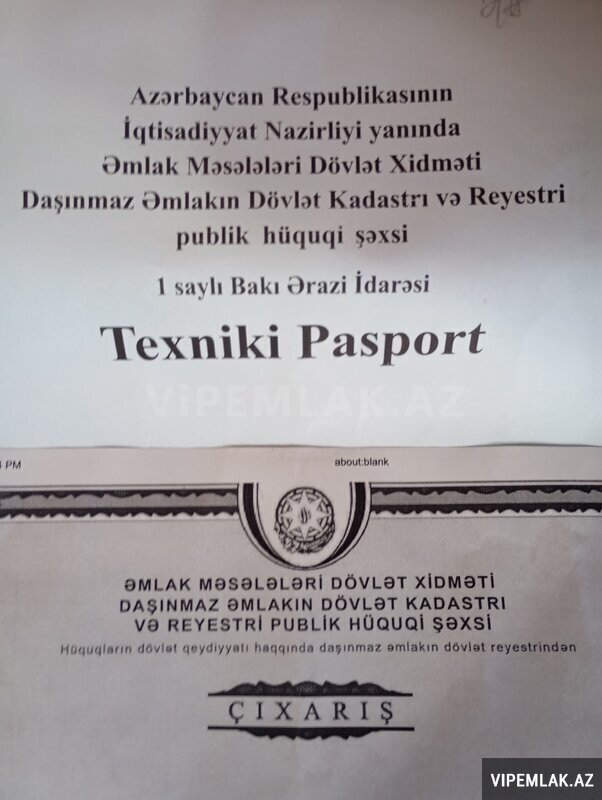 Azərbaycan Respublikasının
İqtisadiyyat Nazirliyi yanında
Əmlak Məsələləri Dövlət Xidməti
Daşınmaz Əmlakın Dövlət Kadastrı və Reyestri
publik hüquqi şəxsi
1 saylı Bakı Ərazi İdarəsi
Texniki Pasport
ViPEMLAK.AZ
PM about:blank
ƏMLAK MƏSƏLƏLƏRİ DÖVLƏT XİDMƏTİ
DAŞINMAZ ƏMLAKIN DÖVLƏT KADASTRI
VƏ REYESTRİ PUBLİK HÜQUQİ ŞƏXSİ
Hüquqların dövlət qeydiyyatı haqqında daşınmaz əmlakın dövlət reyestrindən
ÇIXARIŞ
VIPEMLAK.AZ